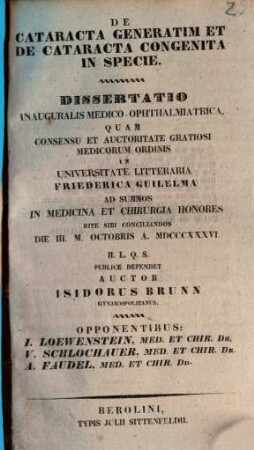 2
DE
CATARACTA GENERATIM ET
DE CATARACTA CONGENITA
IN SPECIE.
DISSERTATIO
INAUGURALIS MEDICO-OPHTHALMIATRICA,
QUAM
CONSENSU ET AUCTORITATE GRATIOSI
MEDICORUM ORDINIS
IN
UNIVERSITATE LITTERARIA
FRIDERICA GUILELMA
AD SUMMOS
IN MEDICINA ET CHIRURGIA HONORES
RITE SIBI CONCILIANDOS
DIE III. M. OCTOBRIS A. MDCCCXXXVI.
H. L. Q. S.
PUBLICE DEFENDET
AUCTOR
ISIDORUS BRUNN
OPPONENTIBUS:
I. LOEWENSTEIN, MED. ET CHIR. DR.
V. SCHLOCHAUER, MED. ET CHIR. DR.
A. FAUDEL, MED. ET CHIR. DD.
BEROLINI,
TYPIS JULII SITTENFELDII.